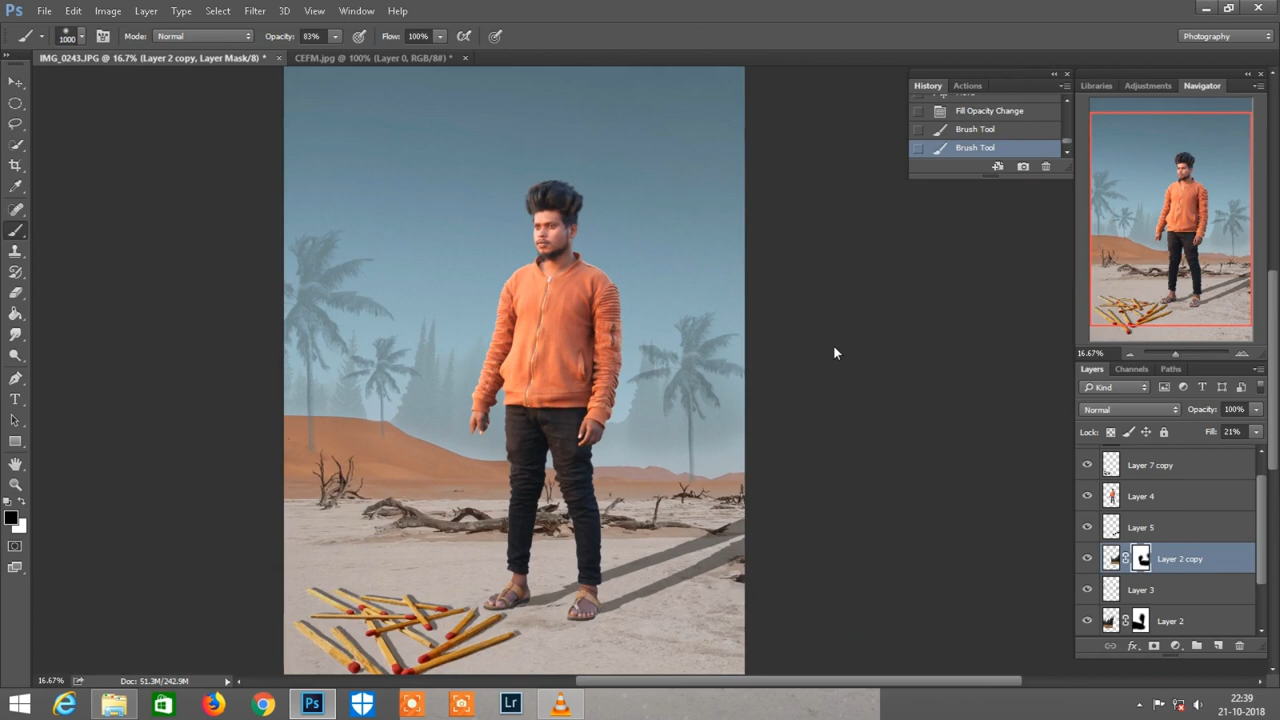 Ps File Edit Image Layer Type Select Filter 3D View Window Help
1000 Mode: Normal Opacity: 83% Flow: 100% Photography
IMG_0243.JPG @ 16.7% (Layer 2 copy, Layer Mask/8) * × CEFM.jpg @ 100% (Layer 0, RGB/8#) * ×
History Actions
Libraries Adjustments Navigator
Fill Opacity Change
Brush Tool
Brush Tool
16.67%
Layers Channels Paths
Kind
Normal Opacity: 100%
Lock: Fill: 21%
Layer 7 copy
Layer 4
Layer 5
Layer 2 copy
Layer 3
Layer 2
fx
16.67% Doc: 51.3M/242.9M
Ps Lr
22:39
21-10-2018